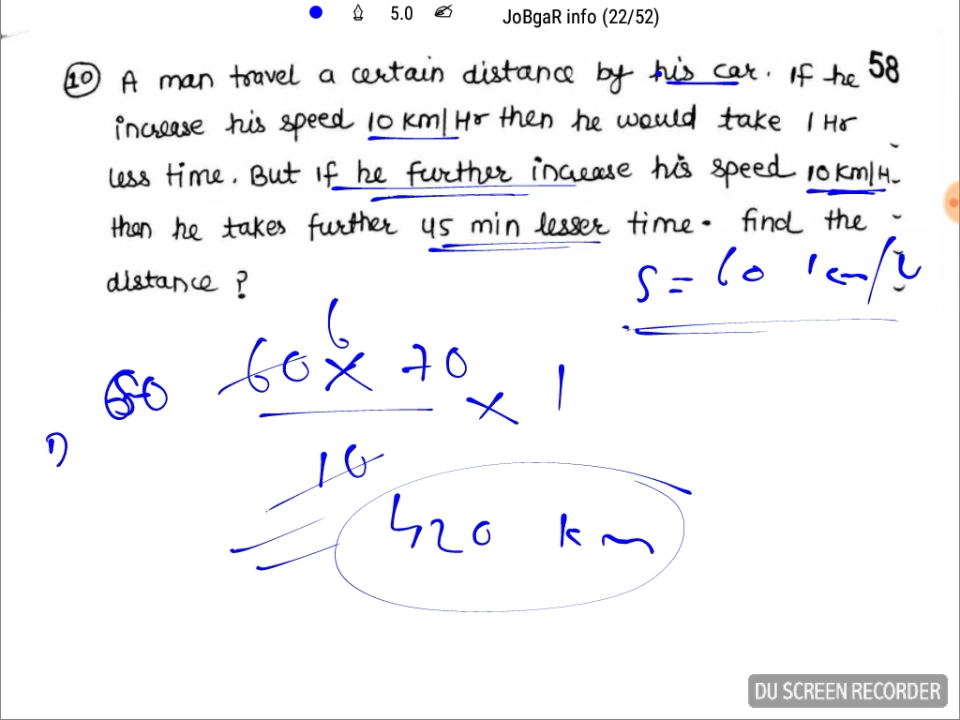 5.0 JoBgaR info (22/52)
10 A man travel a certain distance by his car. If he 58
increase his speed 10 KM/Hr then he would take 1 Hr
less time. But if he further increase his speed 10 KM/H.
then he takes further 45 min lesser time. find the
distance ?
S = 60 km/
6
60 x 70 x 1
10
420 km
DU SCREEN RECORDER